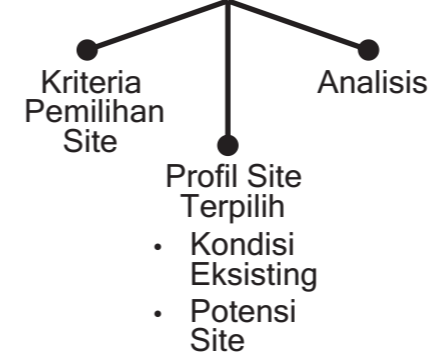 Kriteria
Pemilihan
Site
Analisis
Profil Site
Terpilih
• Kondisi
Eksisting
• Potensi
Site